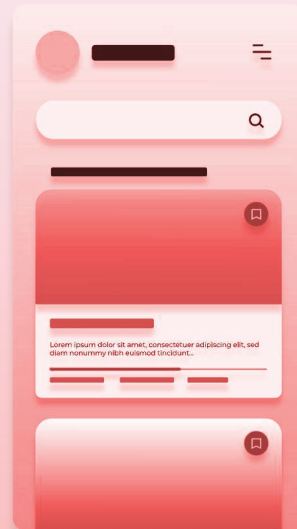 Lorem ipsum dolor sit amet, consectetuer adipiscing elit, sed
diam nonummy nibh euismod tincidunt...